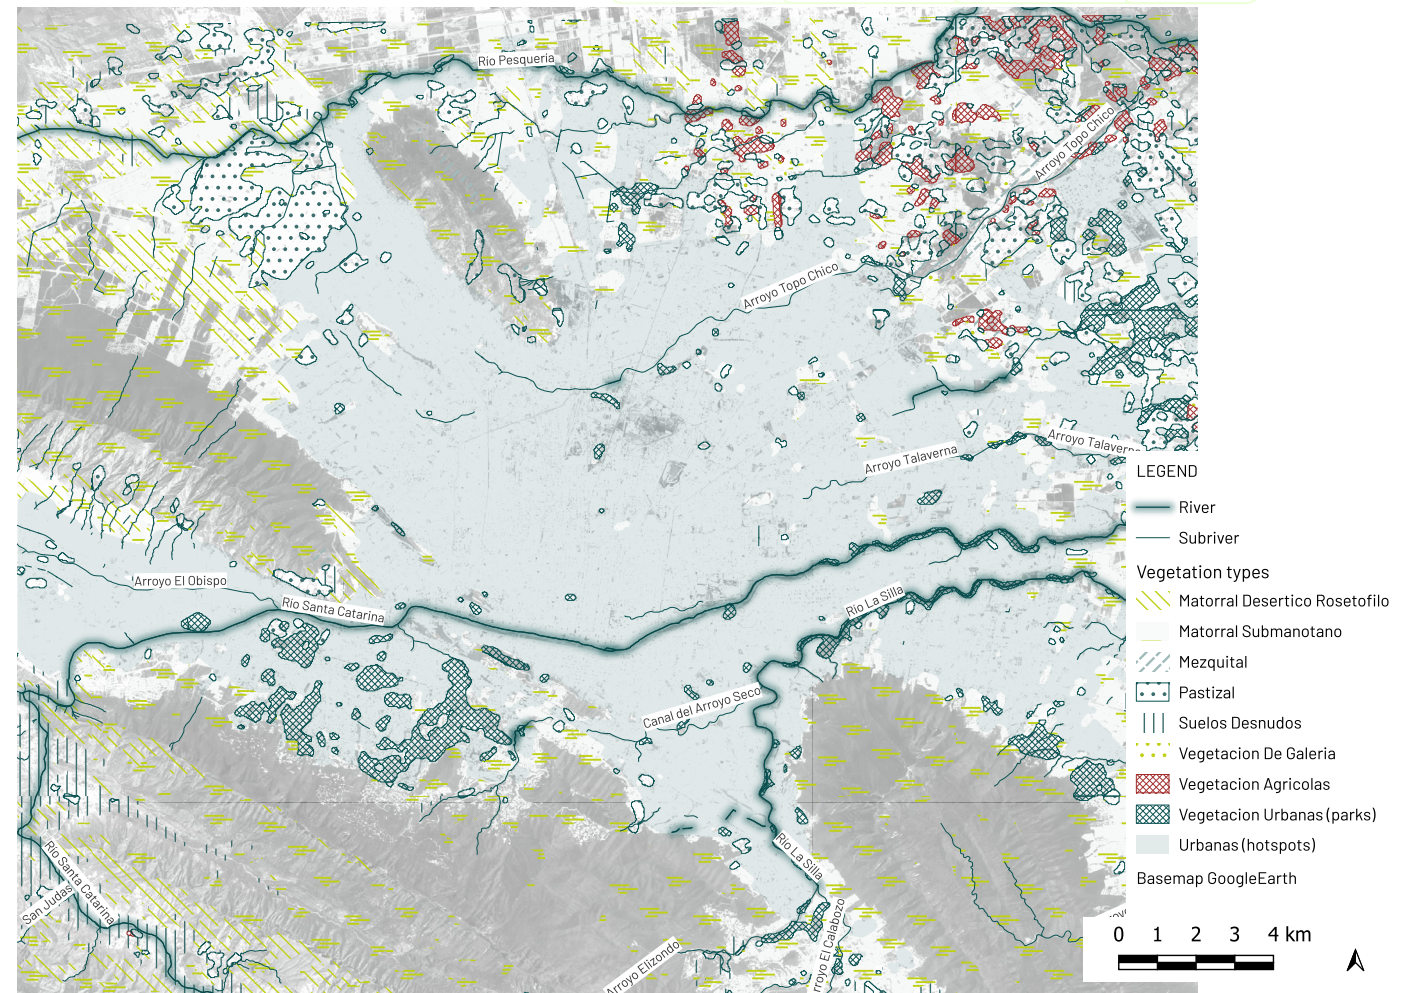 Rio Pesqueria
Arroyo Topo Chico
Arroyo Topo Chico
Arroyo Talaverna
Arroyo Talaverna
Arroyo El Obispo
Rio Santa Catarina
Rio La Silla
Canal del Arroyo Seco
Rio La Silla
Rio Santa Catarina
San Judas
Arroyo Elizondo
rroyo El Calabozo
LEGEND
River
Subriver
Vegetation types
Matorral Desertico Rosetofilo
Matorral Submanotano
Mezquital
Pastizal
Suelos Desnudos
Vegetacion De Galeria
Vegetacion Agricolas
Vegetacion Urbanas (parks)
Urbanas (hotspots)
Basemap GoogleEarth
0 1 2 3 4 km